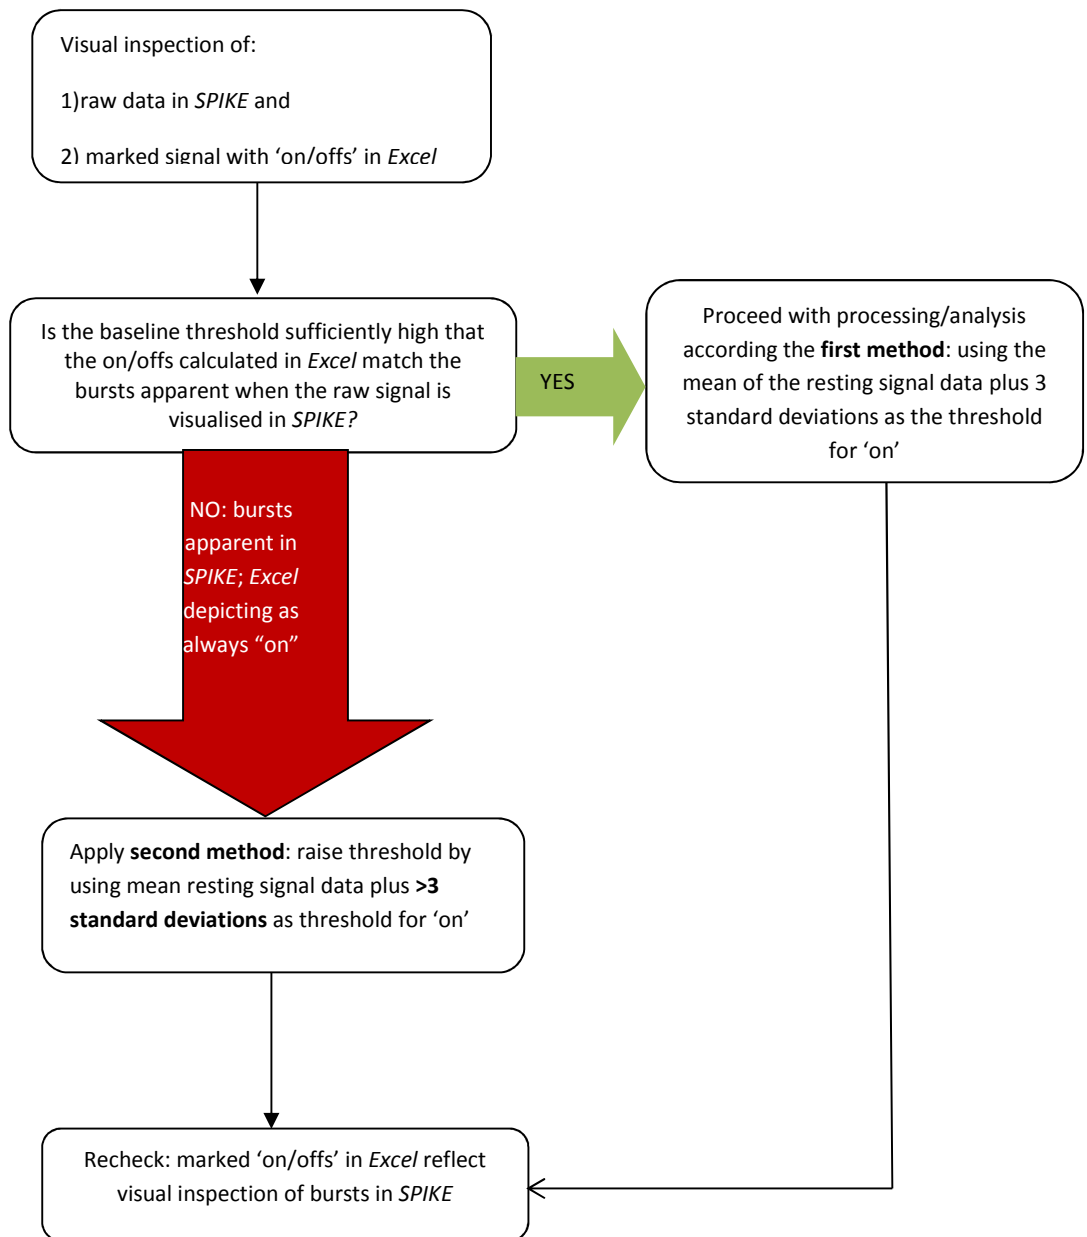 Visual inspection of:
1)raw data in SPIKE and
2) marked signal with ‘on/offs’ in Excel
Is the baseline threshold sufficiently high that
the on/offs calculated in Excel match the
bursts apparent when the raw signal is
visualised in SPIKE?
YES
Proceed with processing/analysis
according the first method: using the
mean of the resting signal data plus 3
standard deviations as the threshold
for ‘on’
NO: bursts
apparent in
SPIKE; Excel
depicting as
always “on”
Apply second method: raise threshold by
using mean resting signal data plus >3
standard deviations as threshold for ‘on’
Recheck: marked ‘on/offs’ in Excel reflect
visual inspection of bursts in SPIKE